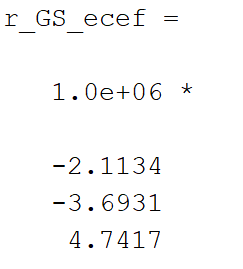 r_GS_ecef =
1.0e+06 *
-2.1134
-3.6931
4.7417